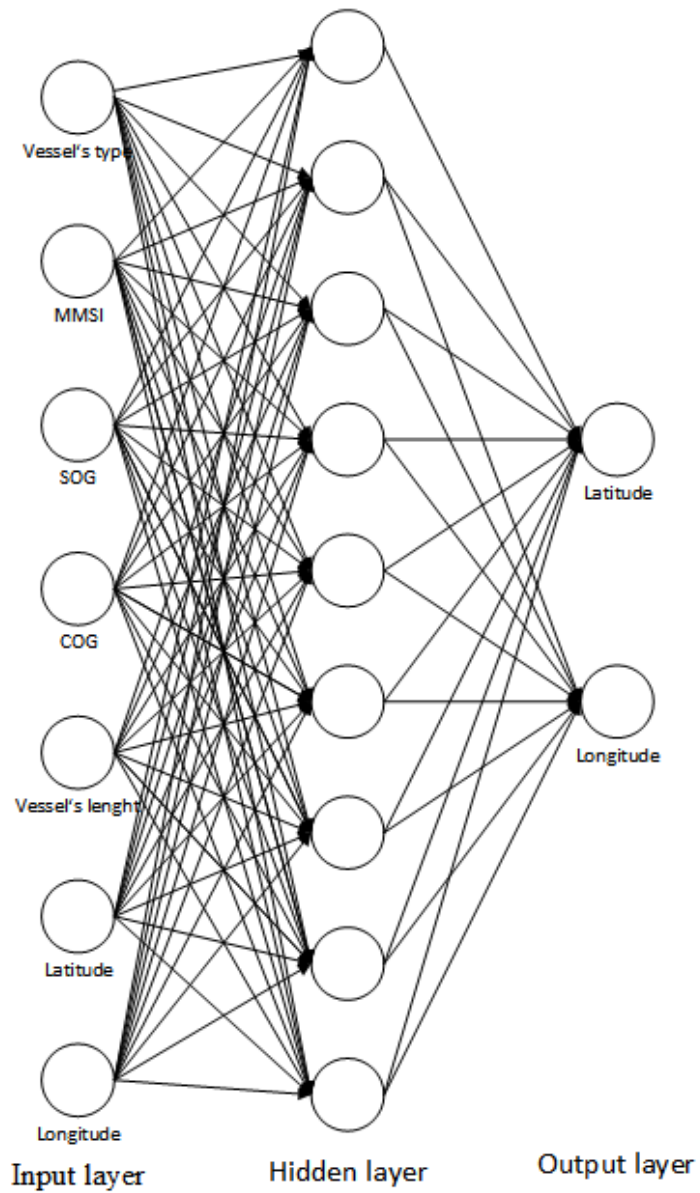 Vessel‘s type
MMSI
SOG
COG
Vessel‘s lenght
Latitude
Longitude
Input layer
Hidden layer
Latitude
Longitude
Output layer